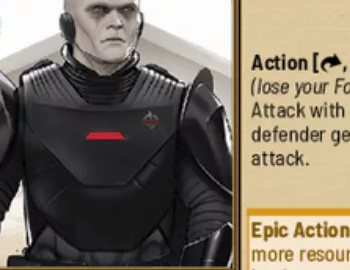 Action [
(lose your Fo
Attack with
defender ge
attack.
Epic Action
more resour